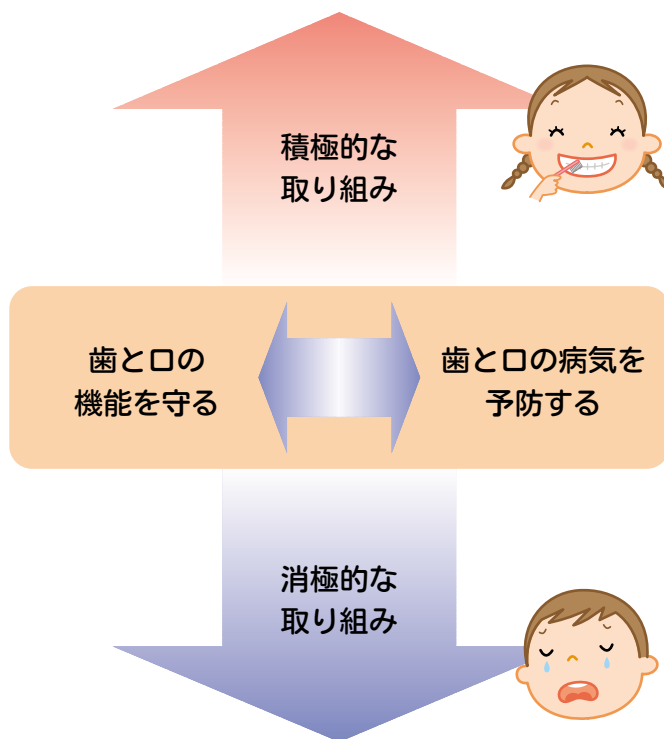 積極的な
取り組み
歯と口の
機能を守る
歯と口の病気を
予防する
消極的な
取り組み